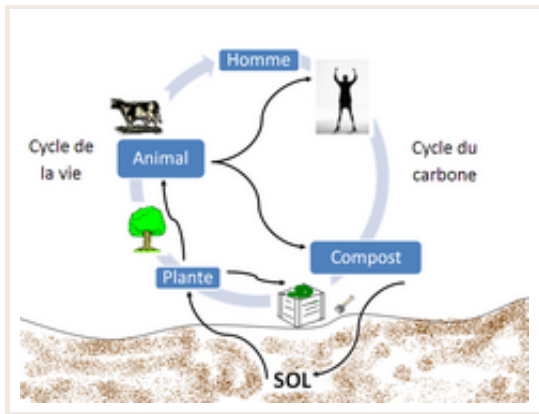 Homme
Cycle de
la vie
Animal
Cycle du
carbone
Compost
Plante
SOL